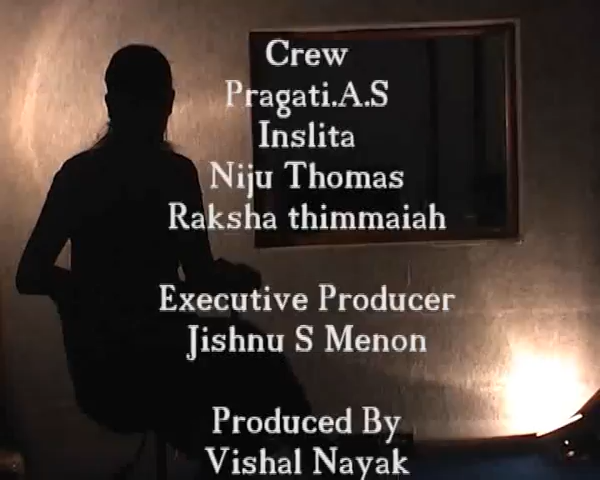 Crew
Pragati.A.S
Inslita
Niju Thomas
Raksha thimmaiah
Executive Producer
Jishnu S Menon
Produced By
Vishal Nayak